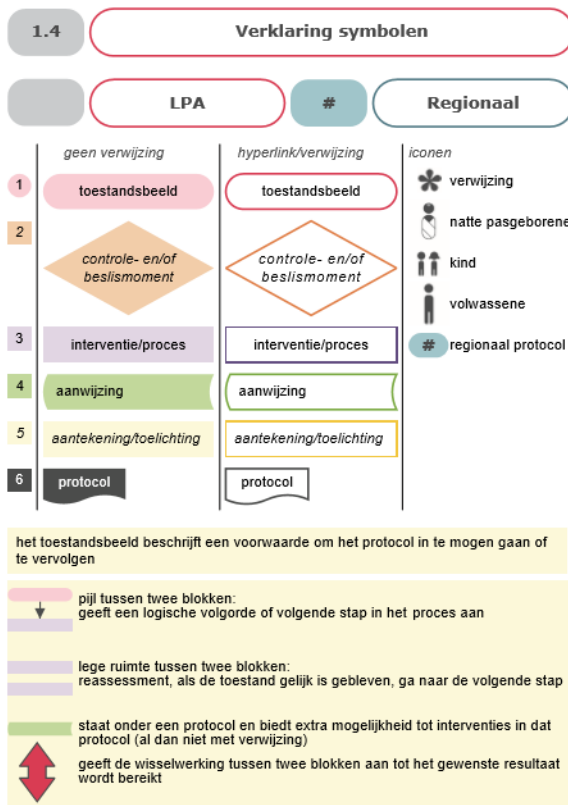 1.4 Verklaring symbolen
LPA # Regionaal
geen verwijzing hyperlink/verwijzing iconen
1 toestandsbeeld toestandsbeeld verwijzing
2 controle- en/of beslismoment controle- en/of beslismoment
natte pasgeborene
kind
volwassene
3 interventie/proces interventie/proces # regionaal protocol
4 aanwijzing aanwijzing
5 aantekening/toelichting aantekening/toelichting
6 protocol protocol
het toestandsbeeld beschrijft een voorwaarde om het protocol in te mogen gaan of
te vervolgen
pijl tussen twee blokken:
geeft een logische volgorde of volgende stap in het proces aan
lege ruimte tussen twee blokken:
reassessment, als de toestand gelijk is gebleven, ga naar de volgende stap
staat onder een protocol en biedt extra mogelijkheid tot interventies in dat
protocol (al dan niet met verwijzing)
geeft de wisselwerking tussen twee blokken aan tot het gewenste resultaat
wordt bereikt